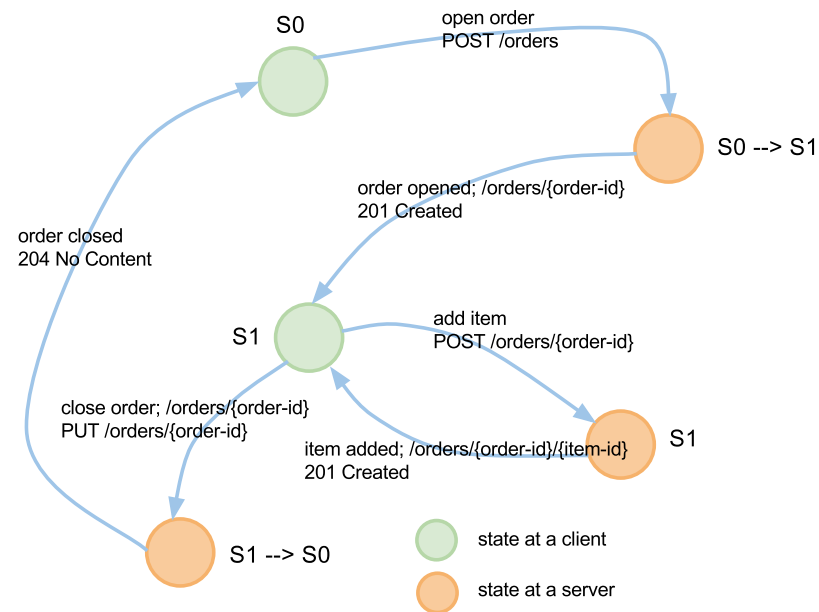 S0
open order
POST /orders
S0 --> S1
order opened; /orders/{order-id}
201 Created
order closed
204 No Content
S1
add item
POST /orders/{order-id}
close order; /orders/{order-id}
PUT /orders/{order-id}
item added; /orders/{order-id}/{item-id}
201 Created
S1
S1 --> S0
state at a client
state at a server